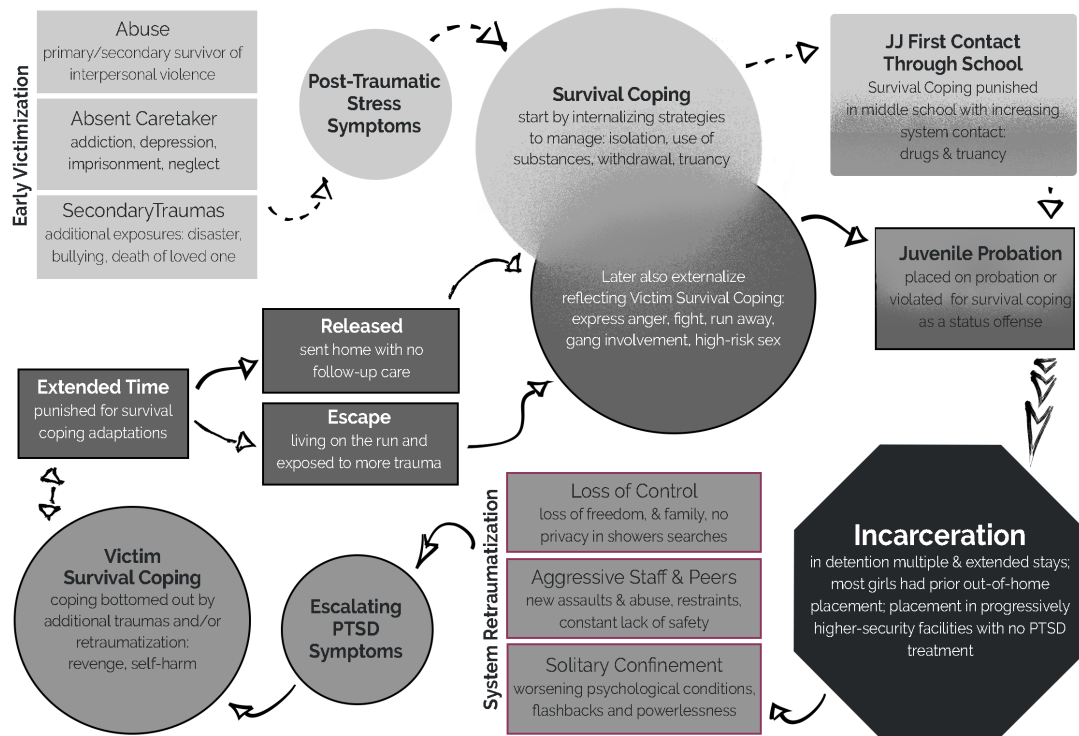 Early Victimization
Abuse
primary/secondary survivor of
interpersonal violence
Absent Caretaker
addiction, depression,
imprisonment, neglect
SecondaryTraumas
additional exposures: disaster,
bullying, death of loved one
Post-Traumatic
Stress
Symptoms
Survival Coping
start by internalizing strategies
to manage: isolation, use of
substances, withdrawal, truancy
Later also externalize
reflecting Victim Survival Coping:
express anger, fight, run away,
gang involvement, high-risk sex
JJ First Contact
Through School
Survival Coping punished
in middle school with increasing
system contact:
drugs & truancy
Juvenile Probation
placed on probation or
violated for survival coping
as a status offense
Incarceration
in detention multiple & extended stays;
most girls had prior out-of-home
placement; placement in progressively
higher-security facilities with no PTSD
treatment
System Retraumatization
Loss of Control
loss of freedom, & family, no
privacy in showers searches
Aggressive Staff & Peers
new assaults & abuse, restraints,
constant lack of safety
Solitary Confinement
worsening psychological conditions,
flashbacks and powerlessness
Escalating
PTSD
Symptoms
Victim
Survival Coping
coping bottomed out by
additional traumas and/or
retraumatization:
revenge, self-harm
Extended Time
punished for survival
coping adaptations
Released
sent home with no
follow-up care
Escape
living on the run and
exposed to more trauma